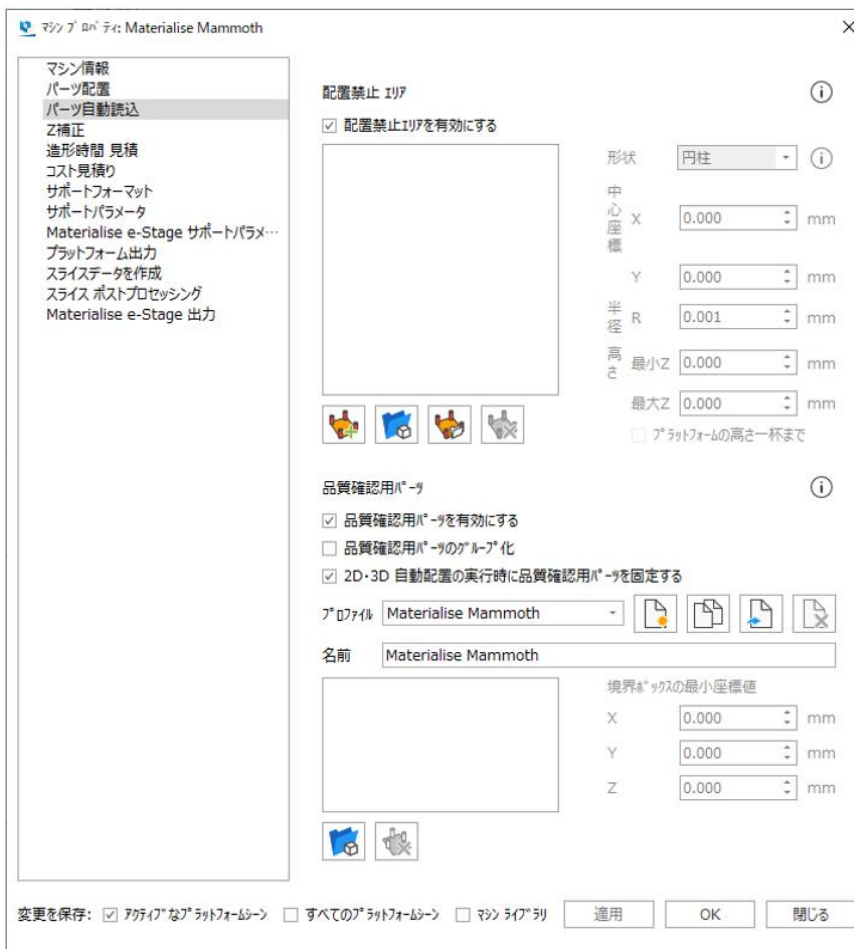 マシン プロパティ: Materialise Mammoth
マシン情報
パーツ配置
パーツ自動読込
Z補正
造形時間 見積
コスト見積り
サポートフォーマット
サポートパラメータ
Materialise e-Stage サポートパラメ…
プラットフォーム出力
スライスデータを作成
スライス ポストプロセッシング
Materialise e-Stage 出力
配置禁止 エリア
配置禁止エリアを有効にする
形状 円柱
中心座標 X 0.000 mm
Y 0.000 mm
半径 R 0.001 mm
高さ 最小Z 0.000 mm
最大Z 0.000 mm
プラットフォームの高さ一杯まで
品質確認用パーツ
品質確認用パーツを有効にする
品質確認用パーツのグループ化
2D・3D 自動配置の実行時に品質確認用パーツを固定する
プロファイル Materialise Mammoth
名前 Materialise Mammoth
境界ボックスの最小座標値
X 0.000 mm
Y 0.000 mm
Z 0.000 mm
変更を保存: アクティブなプラットフォームシーン すべてのプラットフォームシーン マシン ライブラリ 適用 OK 閉じる